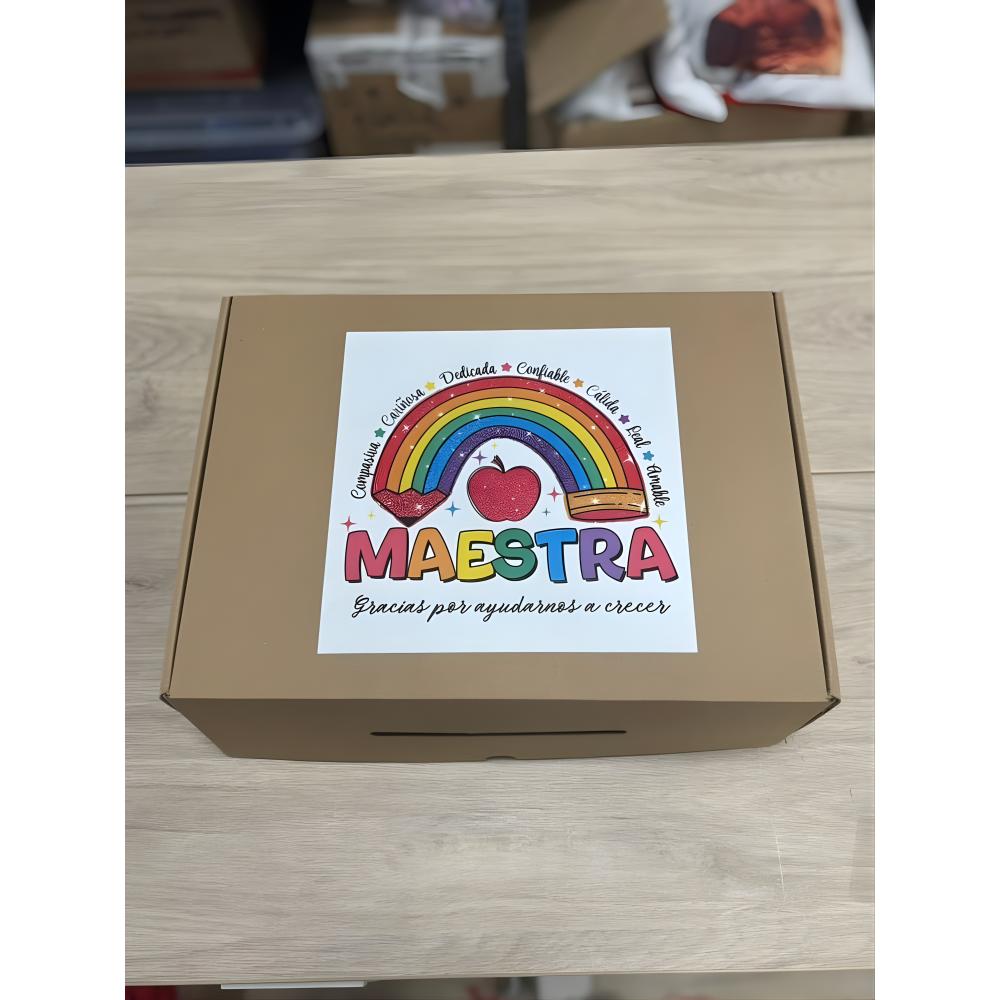 Compasiva ★ Cariñosa ★ Dedicada ★ Confiable ★ Cálida ★ Leal ★ Amable
MAESTRA
Gracias por ayudarnos a crecer